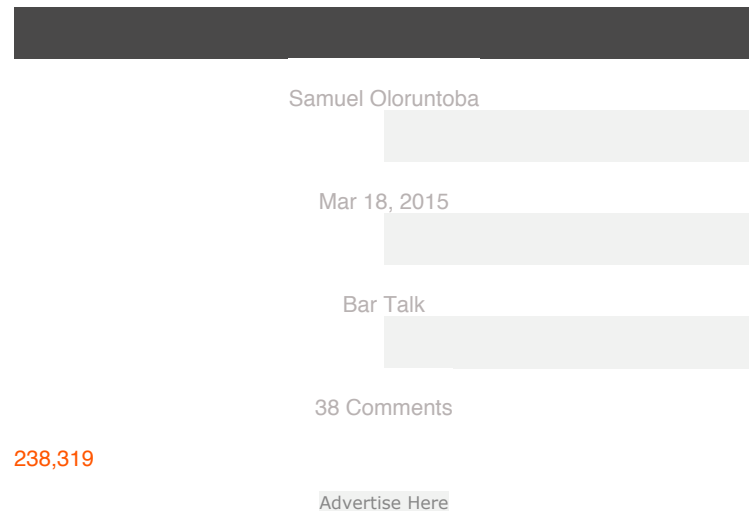 Samuel Oloruntoba
Mar 18, 2015
Bar Talk
38 Comments
238,319
Advertise Here